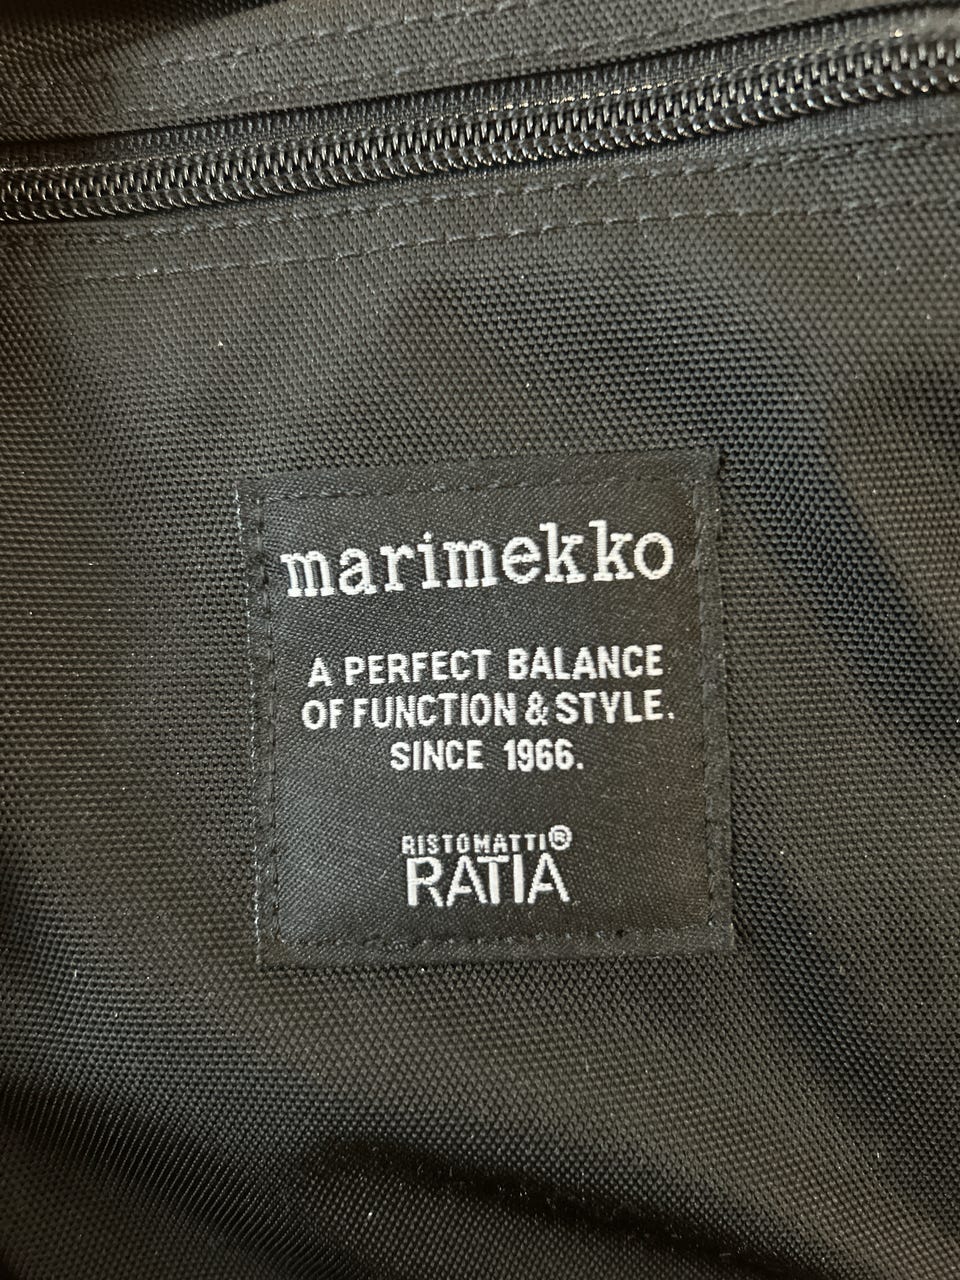 marimekko
A PERFECT BALANCE
OF FUNCTION & STYLE.
SINCE 1966.
RISTOMATTI®
RATIA